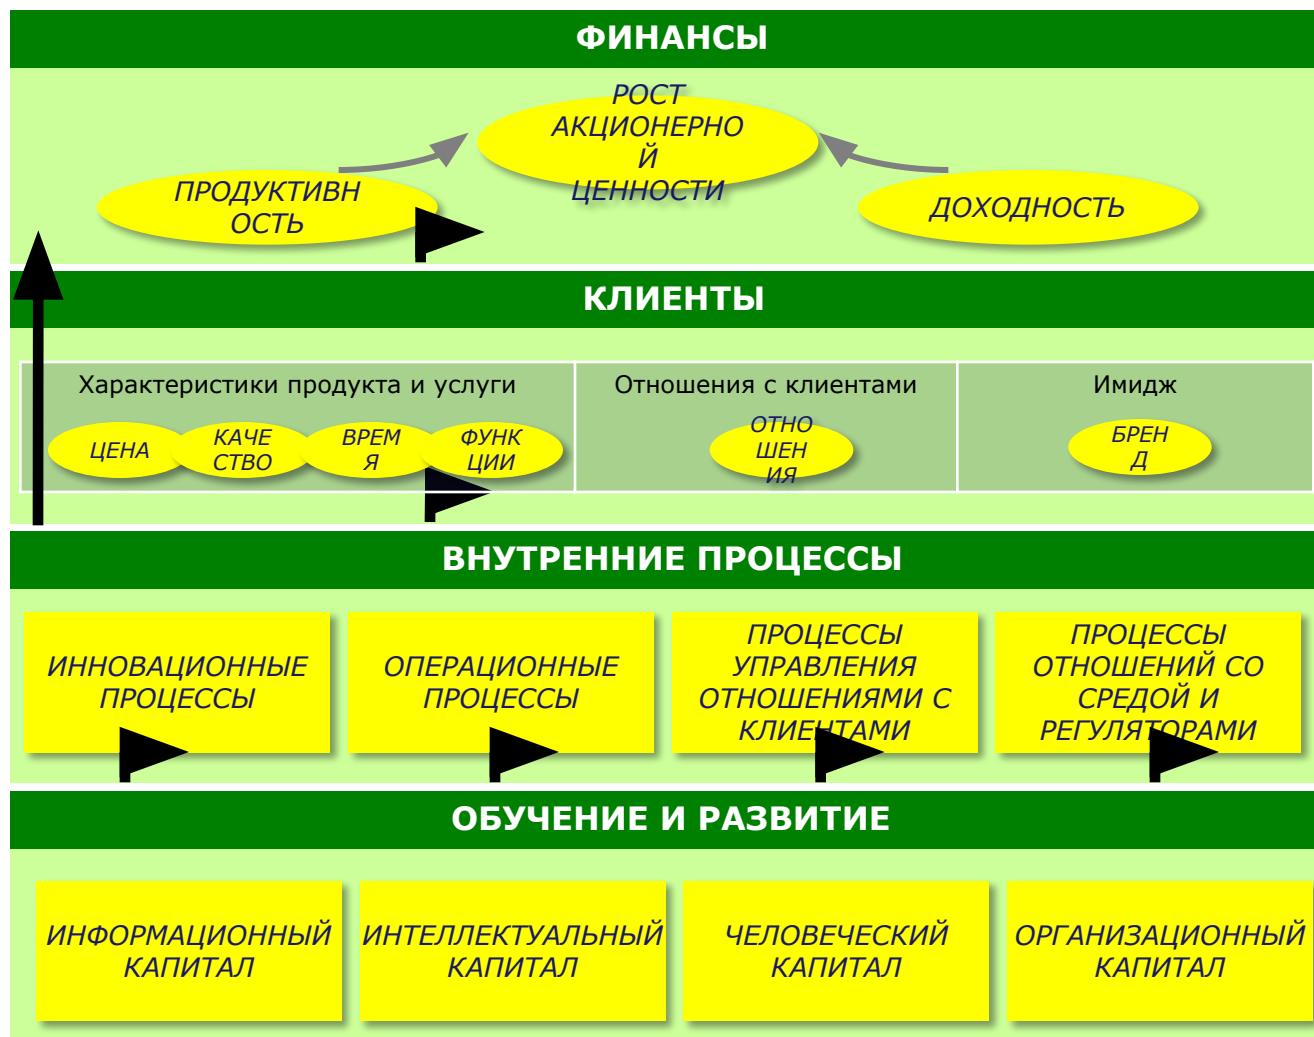 ФИНАНСЫ
РОСТ
АКЦИОНЕРНО
Й
ЦЕННОСТИ
ПРОДУКТИВН
ОСТЬ
ДОХОДНОСТЬ
КЛИЕНТЫ
Характеристики продукта и услуги
Отношения с клиентами
Имидж
ЦЕНА
КАЧЕ
СТВО
ВРЕМ
Я
ФУНК
ЦИИ
ОТНО
ШЕН
ИЯ
БРЕН
Д
ВНУТРЕННИЕ ПРОЦЕССЫ
ИННОВАЦИОННЫЕ
ПРОЦЕССЫ
ОПЕРАЦИОННЫЕ
ПРОЦЕССЫ
ПРОЦЕССЫ
УПРАВЛЕНИЯ
ОТНОШЕНИЯМИ С
КЛИЕНТАМИ
ПРОЦЕССЫ
ОТНОШЕНИЙ СО
СРЕДОЙ И
РЕГУЛЯТОРАМИ
ОБУЧЕНИЕ И РАЗВИТИЕ
ИНФОРМАЦИОННЫЙ
КАПИТАЛ
ИНТЕЛЛЕКТУАЛЬНЫЙ
КАПИТАЛ
ЧЕЛОВЕЧЕСКИЙ
КАПИТАЛ
ОРГАНИЗАЦИОННЫЙ
КАПИТАЛ